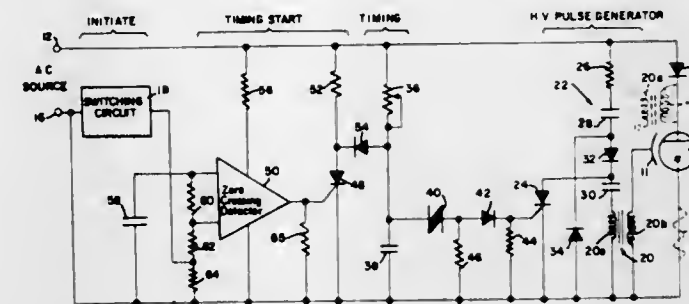 INITIATE TIMING START TIMING H V PULSE GENERATOR
12
56
52
36
26
20a
22
28
A C
SOURCE
16
SWITCHING
CIRCUIT
18
54
32
11
50
48
40
42
24
30
58
60
Zero
Crossing
Detector
62
64
65
38
46
44
34
20a
20b
20